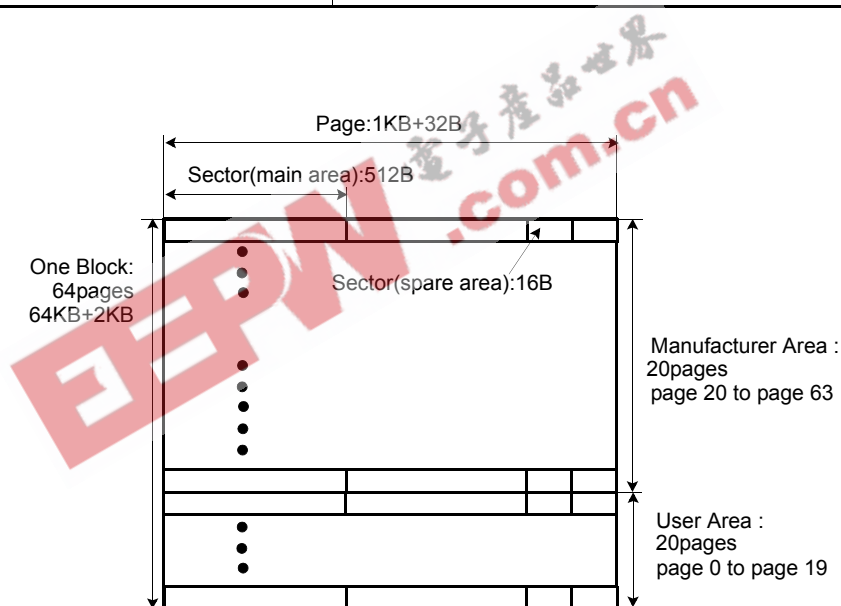 Page:1KB+32B
Sector(main area):512B
電子産品世界
.com.cn
EEPW
One Block:
64pages
64KB+2KB
Sector(spare area):16B
Manufacturer Area :
20pages
page 20 to page 63
User Area :
20pages
page 0 to page 19